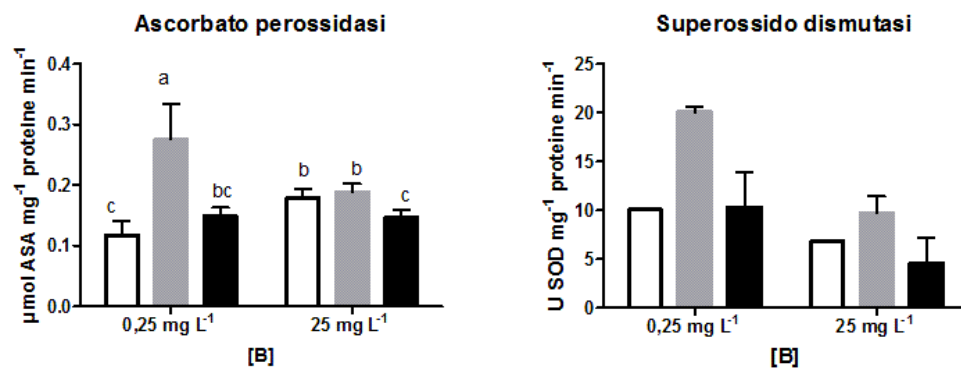 Ascorbato perossidasi
µmol ASA mg⁻¹ proteine min⁻¹
0.4
0.3
0.2
0.1
0.0
c
a
bc
b
b
c
0,25 mg L⁻¹
25 mg L⁻¹
[B]
Superossido dismutasi
U SOD mg⁻¹ proteine min⁻¹
25
20
15
10
5
0
0,25 mg L⁻¹
25 mg L⁻¹
[B]